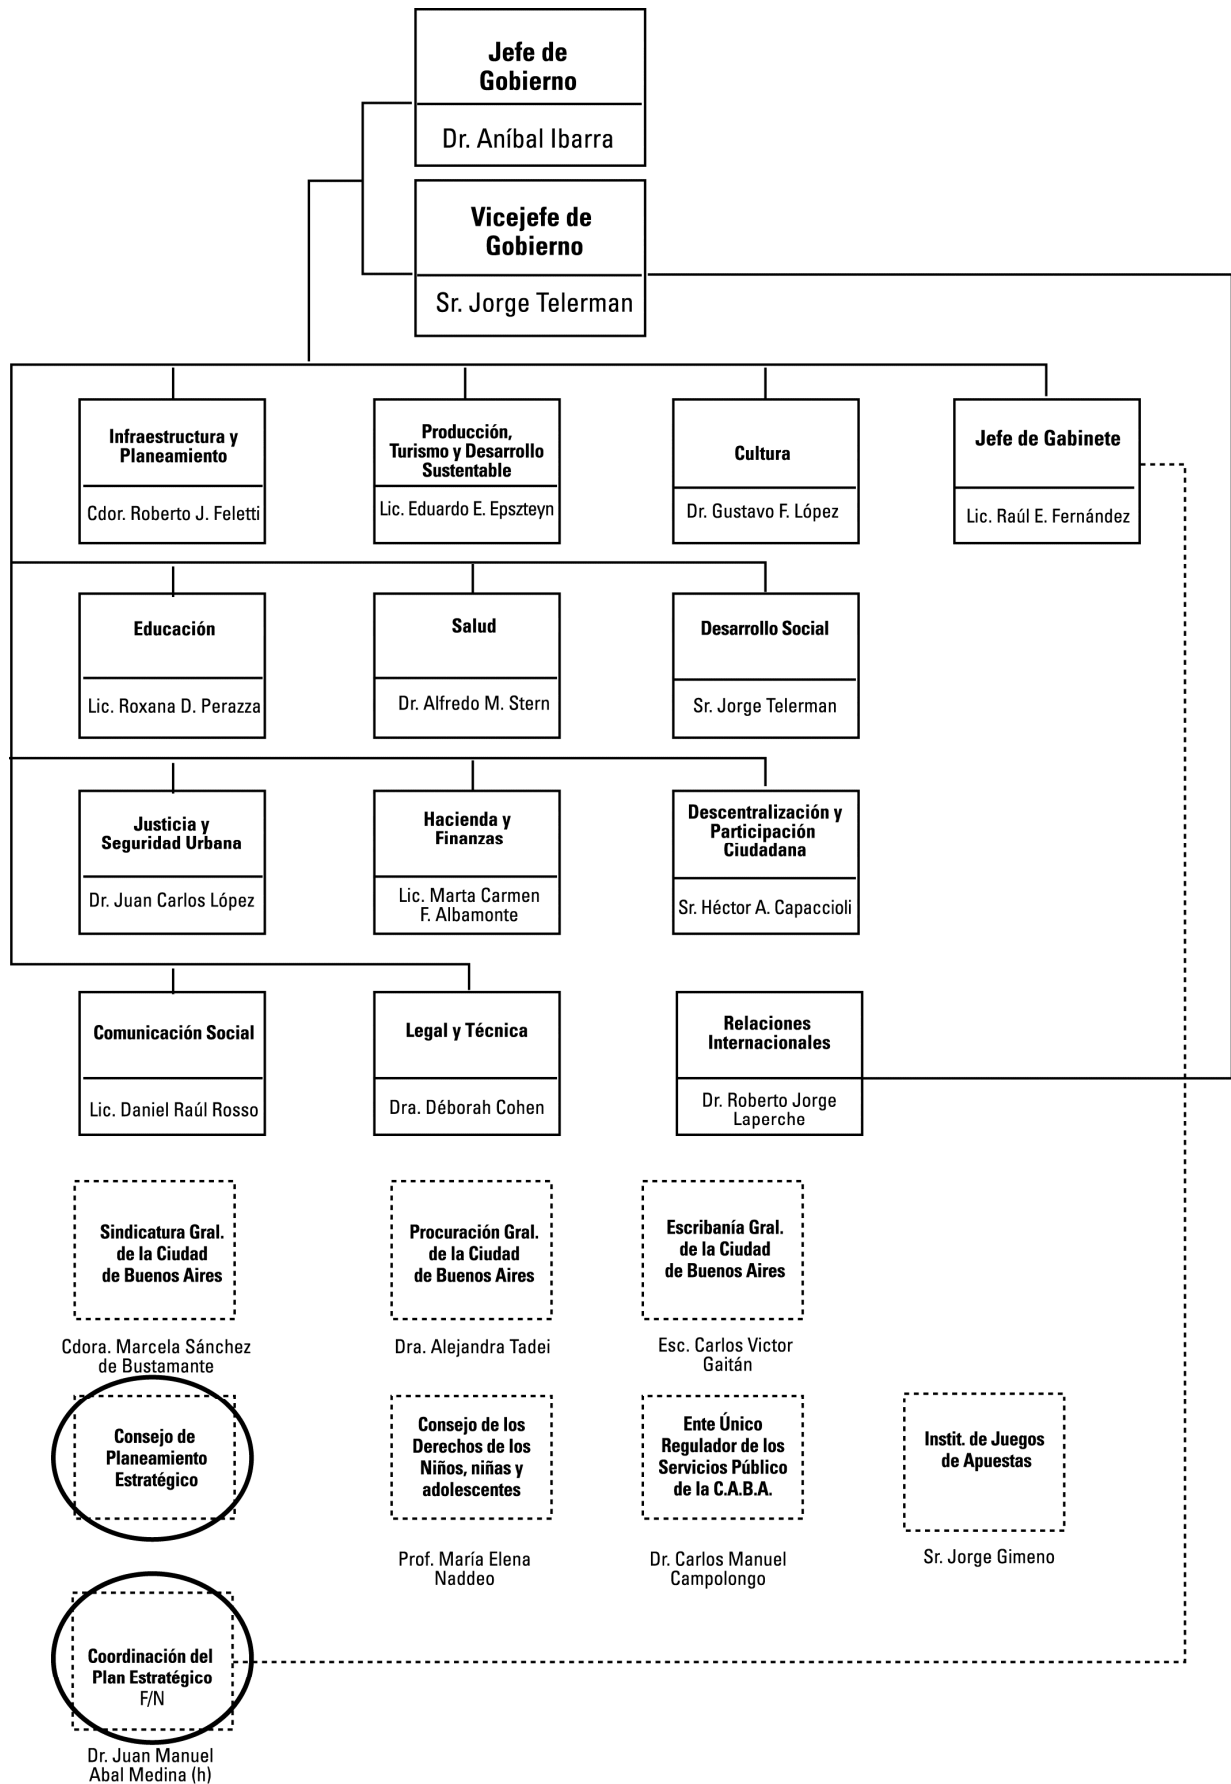 Jefe de
Gobierno
Dr. Aníbal Ibarra
Vicejefe de
Gobierno
Sr. Jorge Telerman
Infraestructura y
Planeamiento
Cdor. Roberto J. Feletti
Producción,
Turismo y Desarrollo
Sustentable
Lic. Eduardo E. Epszteyn
Cultura
Dr. Gustavo F. López
Jefe de Gabinete
Lic. Raúl E. Fernández
Educación
Lic. Roxana D. Perazza
Salud
Dr. Alfredo M. Stern
Desarrollo Social
Sr. Jorge Telerman
Justicia y
Seguridad Urbana
Dr. Juan Carlos López
Hacienda y
Finanzas
Lic. Marta Carmen
F. Albamonte
Descentralización y
Participación
Ciudadana
Sr. Héctor A. Capaccioli
Comunicación Social
Lic. Daniel Raúl Rosso
Legal y Técnica
Dra. Déborah Cohen
Relaciones
Internacionales
Dr. Roberto Jorge
Laperche
Sindicatura Gral.
de la Ciudad
de Buenos Aires
Cdora. Marcela Sánchez
de Bustamante
Procuración Gral.
de la Ciudad
de Buenos Aires
Dra. Alejandra Tadei
Escribanía Gral.
de la Ciudad
de Buenos Aires
Esc. Carlos Victor
Gaitán
Consejo de
Planeamiento
Estratégico
Consejo de los
Derechos de los
Niños, niñas y
adolescentes
Prof. María Elena
Naddeo
Ente Único
Regulador de los
Servicios Público
de la C.A.B.A.
Dr. Carlos Manuel
Campolongo
Instit. de Juegos
de Apuestas
Sr. Jorge Gimeno
Coordinación del
Plan Estratégico
F/N
Dr. Juan Manuel
Abal Medina (h)